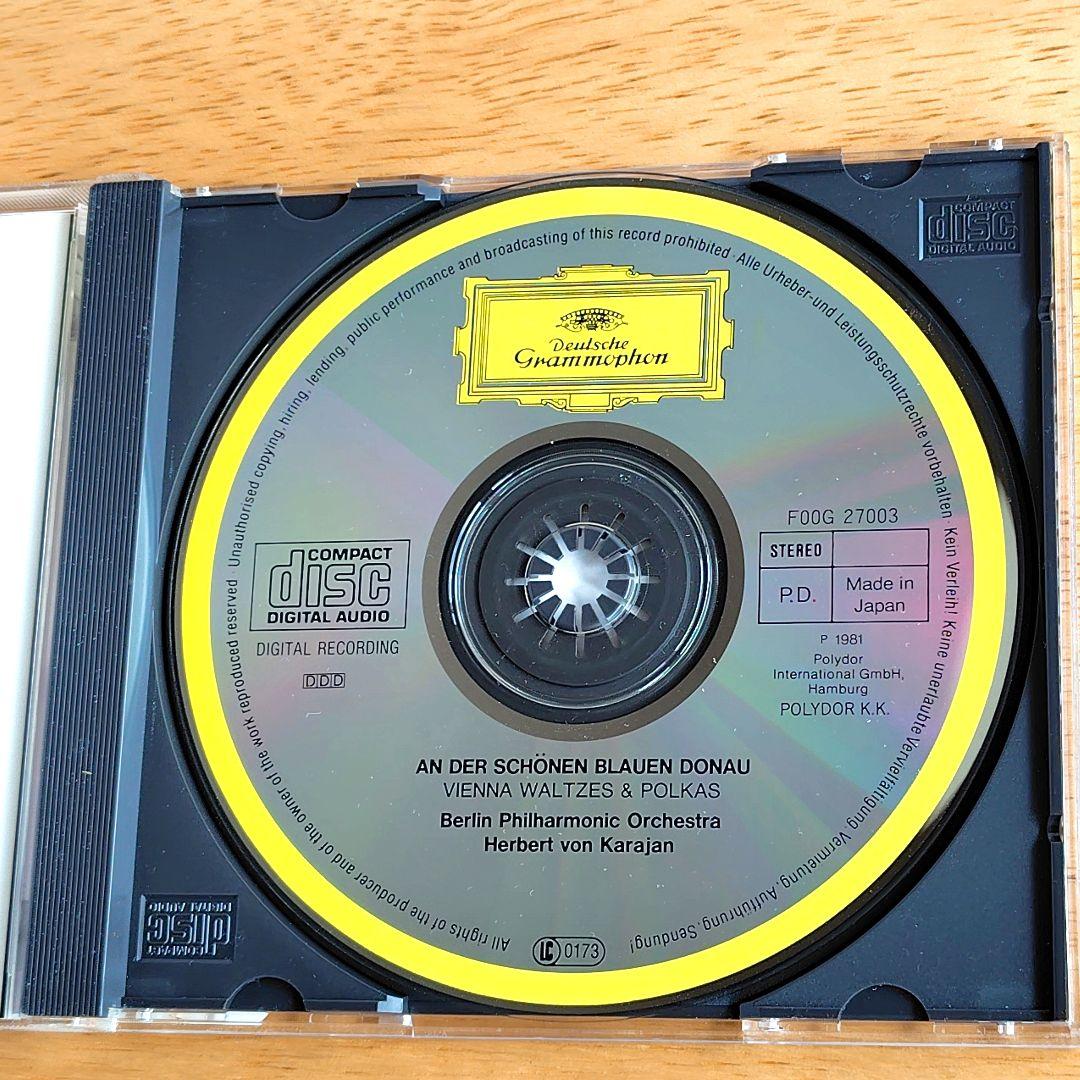 COMPACT
disc
DIGITAL AUDIO
Unauthorised copying, hiring, lending, public performance and broadcasting of this record prohibited · Alle Urheber-und Leistungsschutzrechte vorbehalten · Kein Verleih! Keine unerlaubte Vervielfältigung, Vermietung, Aufführung, Sendung!
Deutsche
Grammophon
COMPACT
disc
DIGITAL AUDIO
DIGITAL RECORDING
DDD
F00G 27003
STEREO
P.D.
Made in
Japan
P 1981
Polydor
International GmbH,
Hamburg
POLYDOR K.K.
AN DER SCHÖNEN BLAUEN DONAU
VIENNA WALTZES & POLKAS
Berlin Philharmonic Orchestra
Herbert von Karajan
All rights of the producer and of the owner of the work reproduced reserved ·
LC 0173
COMPACT
disc
DIGITAL AUDIO